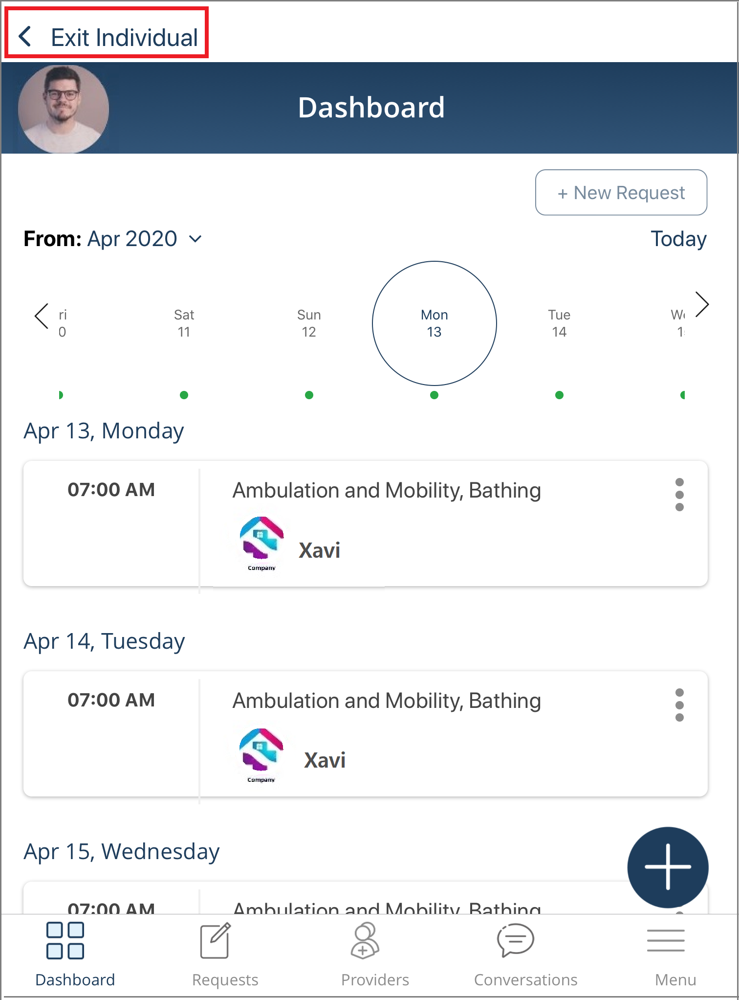 Exit Individual
Dashboard
+ New Request
From: Apr 2020
Today
ri Sat Sun Mon Tue
0 11 12 13 14
Apr 13, Monday
07:00 AM Ambulation and Mobility, Bathing
Company
Xavi
Apr 14, Tuesday
07:00 AM Ambulation and Mobility, Bathing
Company
Xavi
Apr 15, Wednesday
07:00 AM Ambulation and Mobility, Bathing
Dashboard Requests Providers Conversations Menu